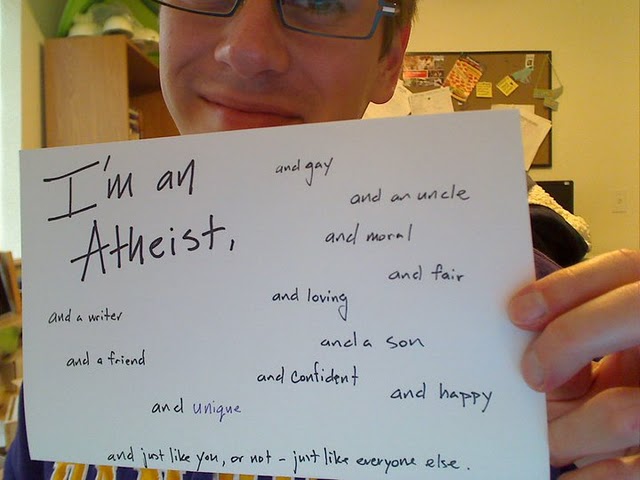 I'm an
Atheist,
and gay
and an uncle
and moral
and fair
and loving
and a writer
and a son
and a friend
and confident
and happy
and unique
and just like you, or not - just like everyone else.